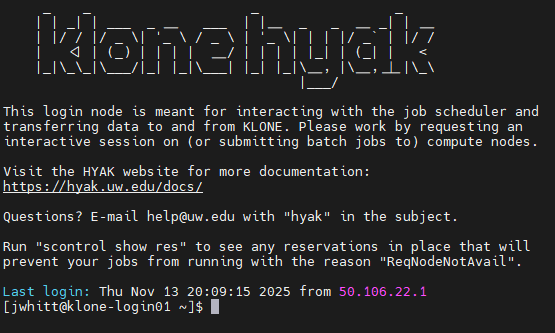 klone hyak
This login node is meant for interacting with the job scheduler and
transferring data to and from KLONE. Please work by requesting an
interactive session on (or submitting batch jobs to) compute nodes.
Visit the HYAK website for more documentation:
https://hyak.uw.edu/docs/
Questions? E-mail help@uw.edu with "hyak" in the subject.
Run "scontrol show res" to see any reservations in place that will
prevent your jobs from running with the reason "ReqNodeNotAvail".
Last login: Thu Nov 13 20:09:15 2025 from 50.106.22.1
[jwhitt@klone-login01 ~]$